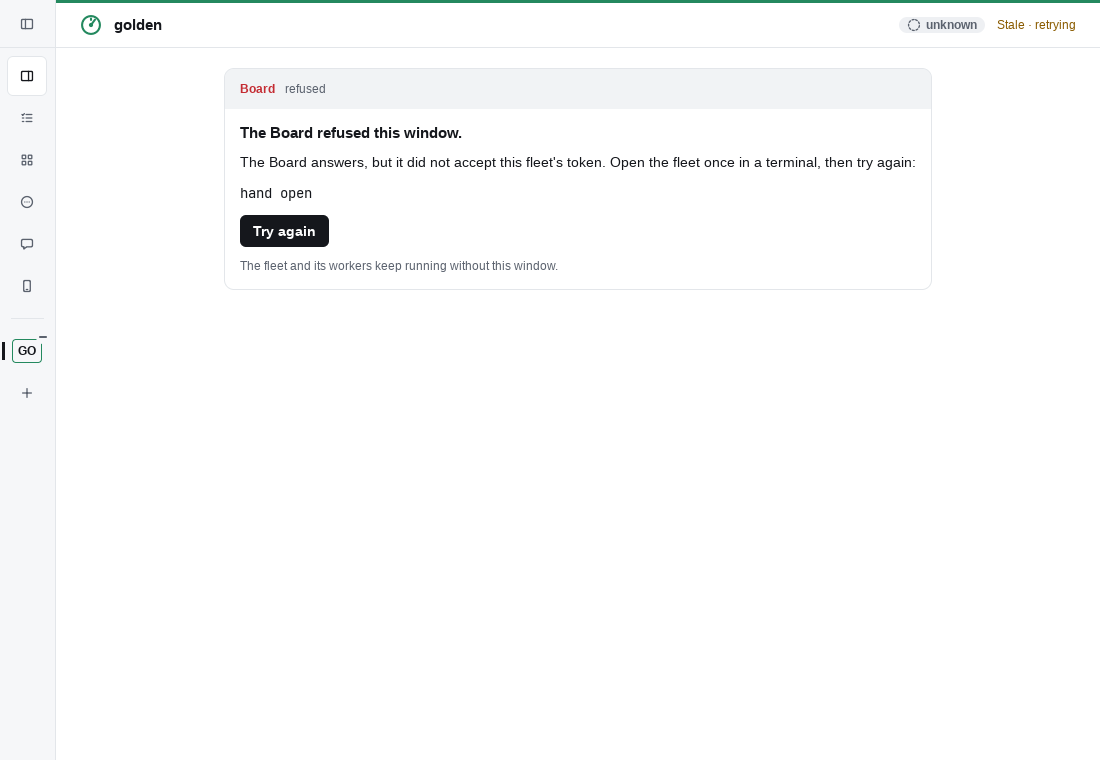 golden
unknown
Stale · retrying
Board refused
The Board refused this window.
The Board answers, but it did not accept this fleet's token. Open the fleet once in a terminal, then try again:
hand open
Try again
The fleet and its workers keep running without this window.
GO